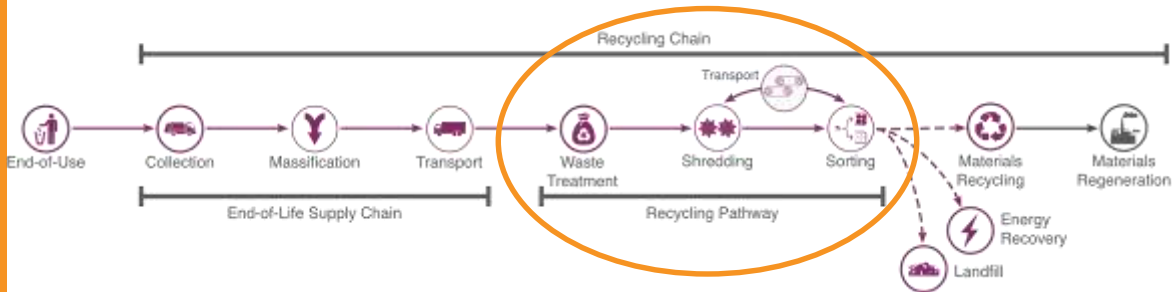 Recycling Chain
Transport
End-of-Use
Collection
Massification
Transport
Waste
Treatment
Shredding
Sorting
Materials
Recycling
Materials
Regeneration
End-of-Life Supply Chain
Recycling Pathway
Energy
Recovery
Landfill